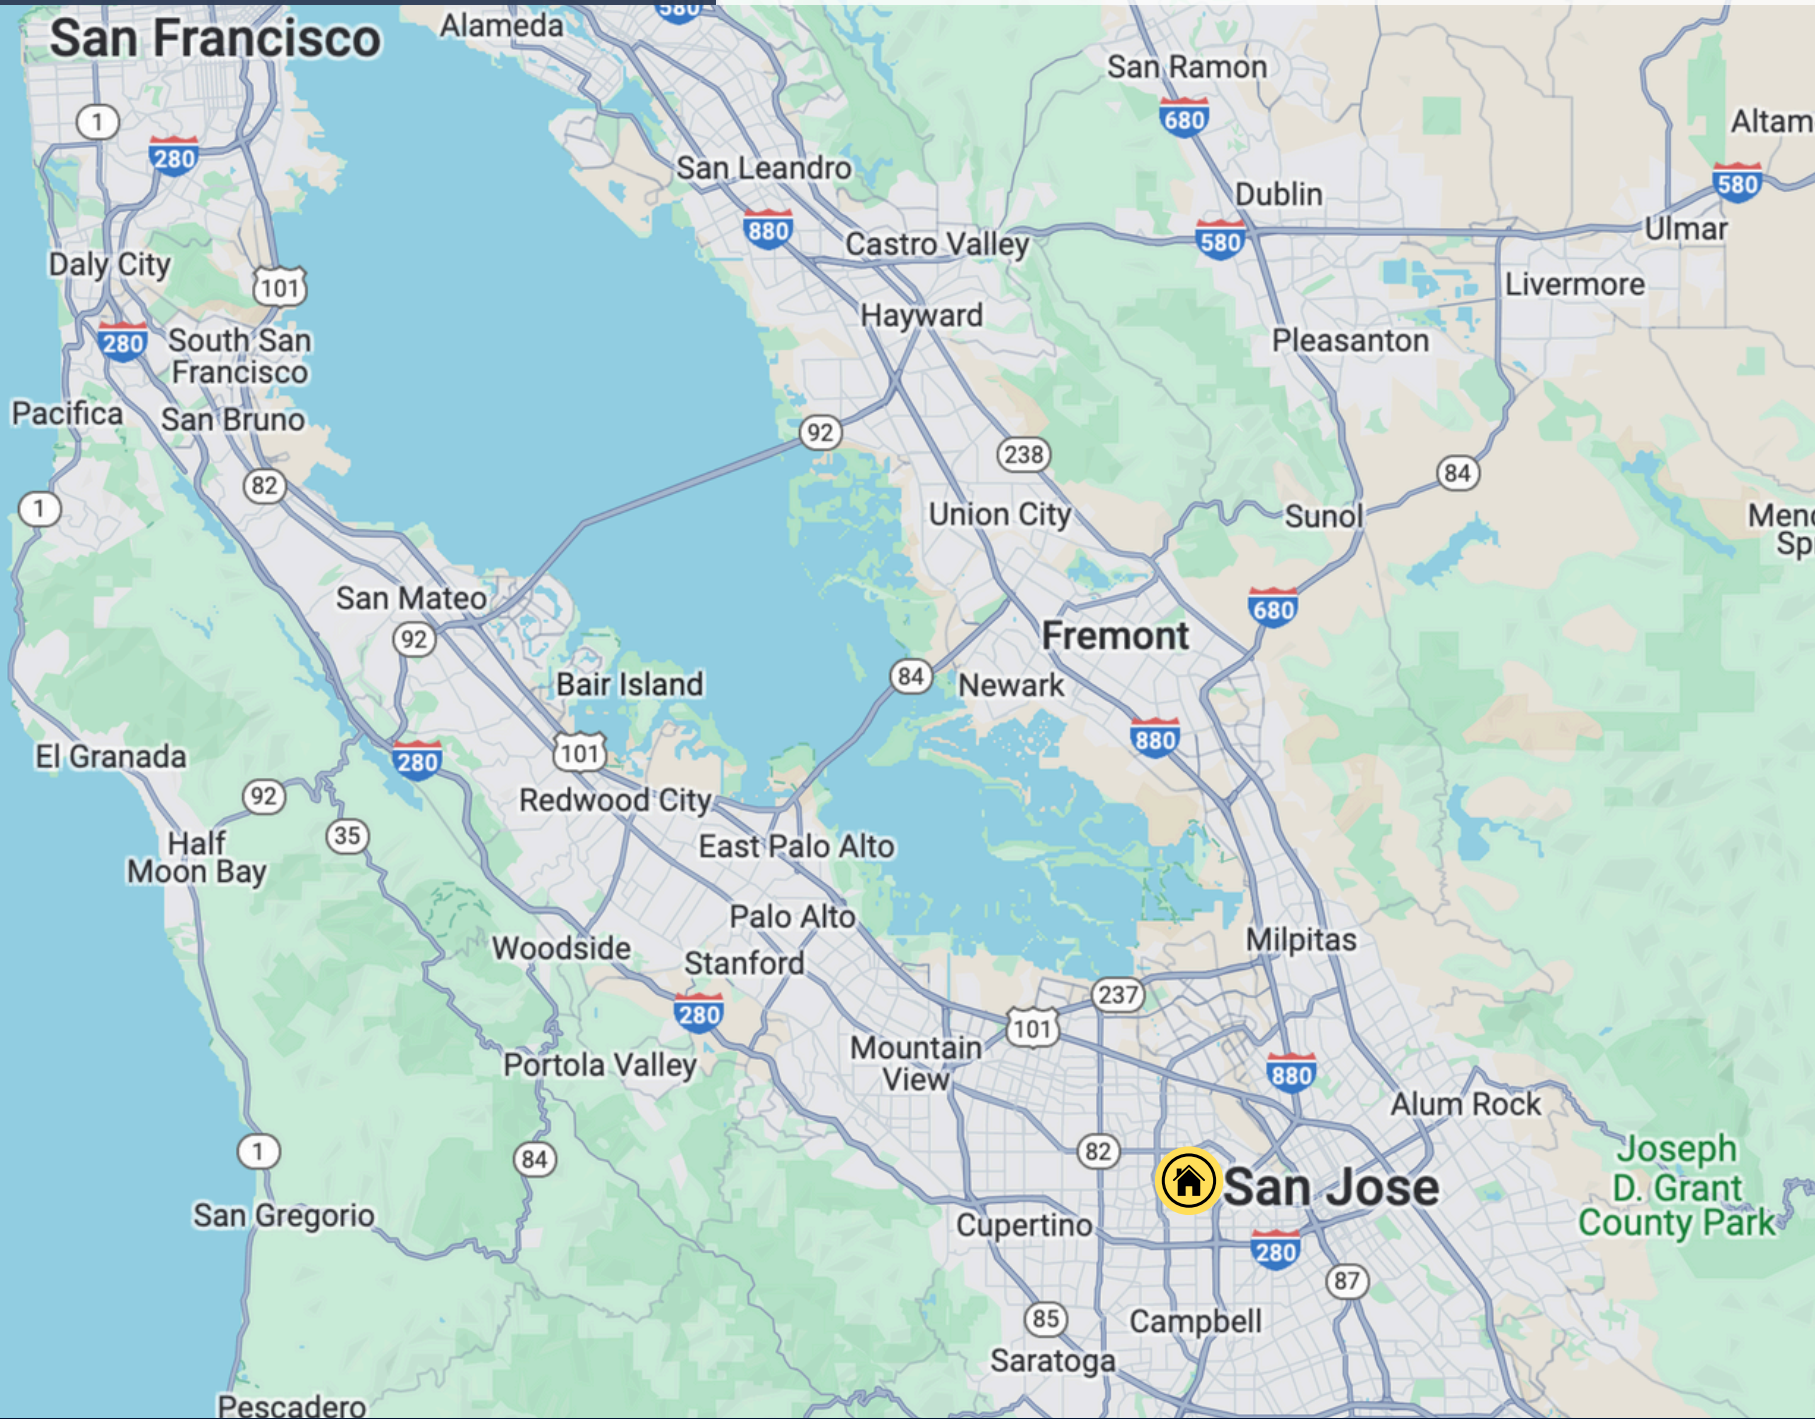 580
San Francisco
Alameda
San Ramon
680
1
280
Altam
San Leandro
580
Dublin
880
Ulmar
580
Castro Valley
Daly City
101
Livermore
Hayward
280
South San
Francisco
Pleasanton
Pacifica
San Bruno
92
238
84
82
1
Union City
Sunol
Mend
Sp
San Mateo
680
92
Fremont
84
Bair Island
Newark
880
101
El Granada
280
92
Redwood City
35
Half
Moon Bay
East Palo Alto
Palo Alto
Woodside
Stanford
Milpitas
237
280
101
Mountain
View
Portola Valley
880
Alum Rock
1
84
82
Joseph
D. Grant
County Park
San Jose
San Gregorio
Cupertino
280
87
85
Campbell
Saratoga
Pescadero